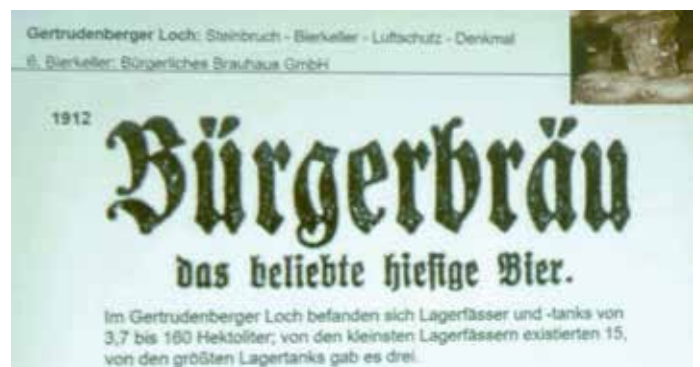 Gertrudenberger Loch: Steinbruch - Bierkeller - Luftschutz - Denkmal
6. Bierkeller: Bürgerliches Brauhaus GmbH
1912
Bürgerbräu
das beliebte hiesige Bier.
Im Gertrudenberger Loch befanden sich Lagerfässer und -tanks von
3,7 bis 160 Hektoliter; von den kleinsten Lagerfässern existierten 15,
von den größten Lagertanks gab es drei.